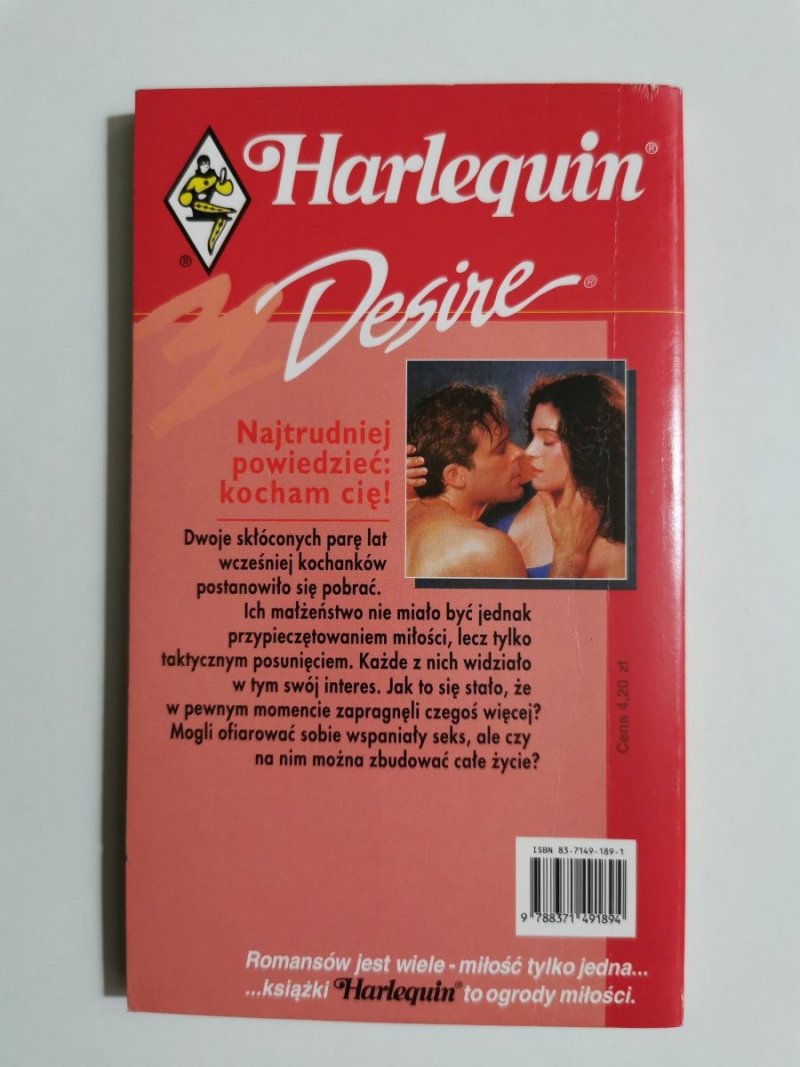 Harlequin®
®
Desire®
Najtrudniej
powiedzieć:
kocham cię!
Dwoje skłóconych parę lat
wcześniej kochanków
postanowiło się pobrać.
Ich małżeństwo nie miało być jednak
przypieczętowaniem miłości, lecz tylko
taktycznym posunięciem. Każde z nich widziało
w tym swój interes. Jak to się stało, że
w pewnym momencie zapragnęli czegoś więcej?
Mogli ofiarować sobie wspaniały seks, ale czy
na nim można zbudować całe życie?
Cena 4,20 zł
ISBN 83-7149-189-1
9 788371 491894
Romansów jest wiele - miłość tylko jedna...
...książki Harlequin® to ogrody miłości.